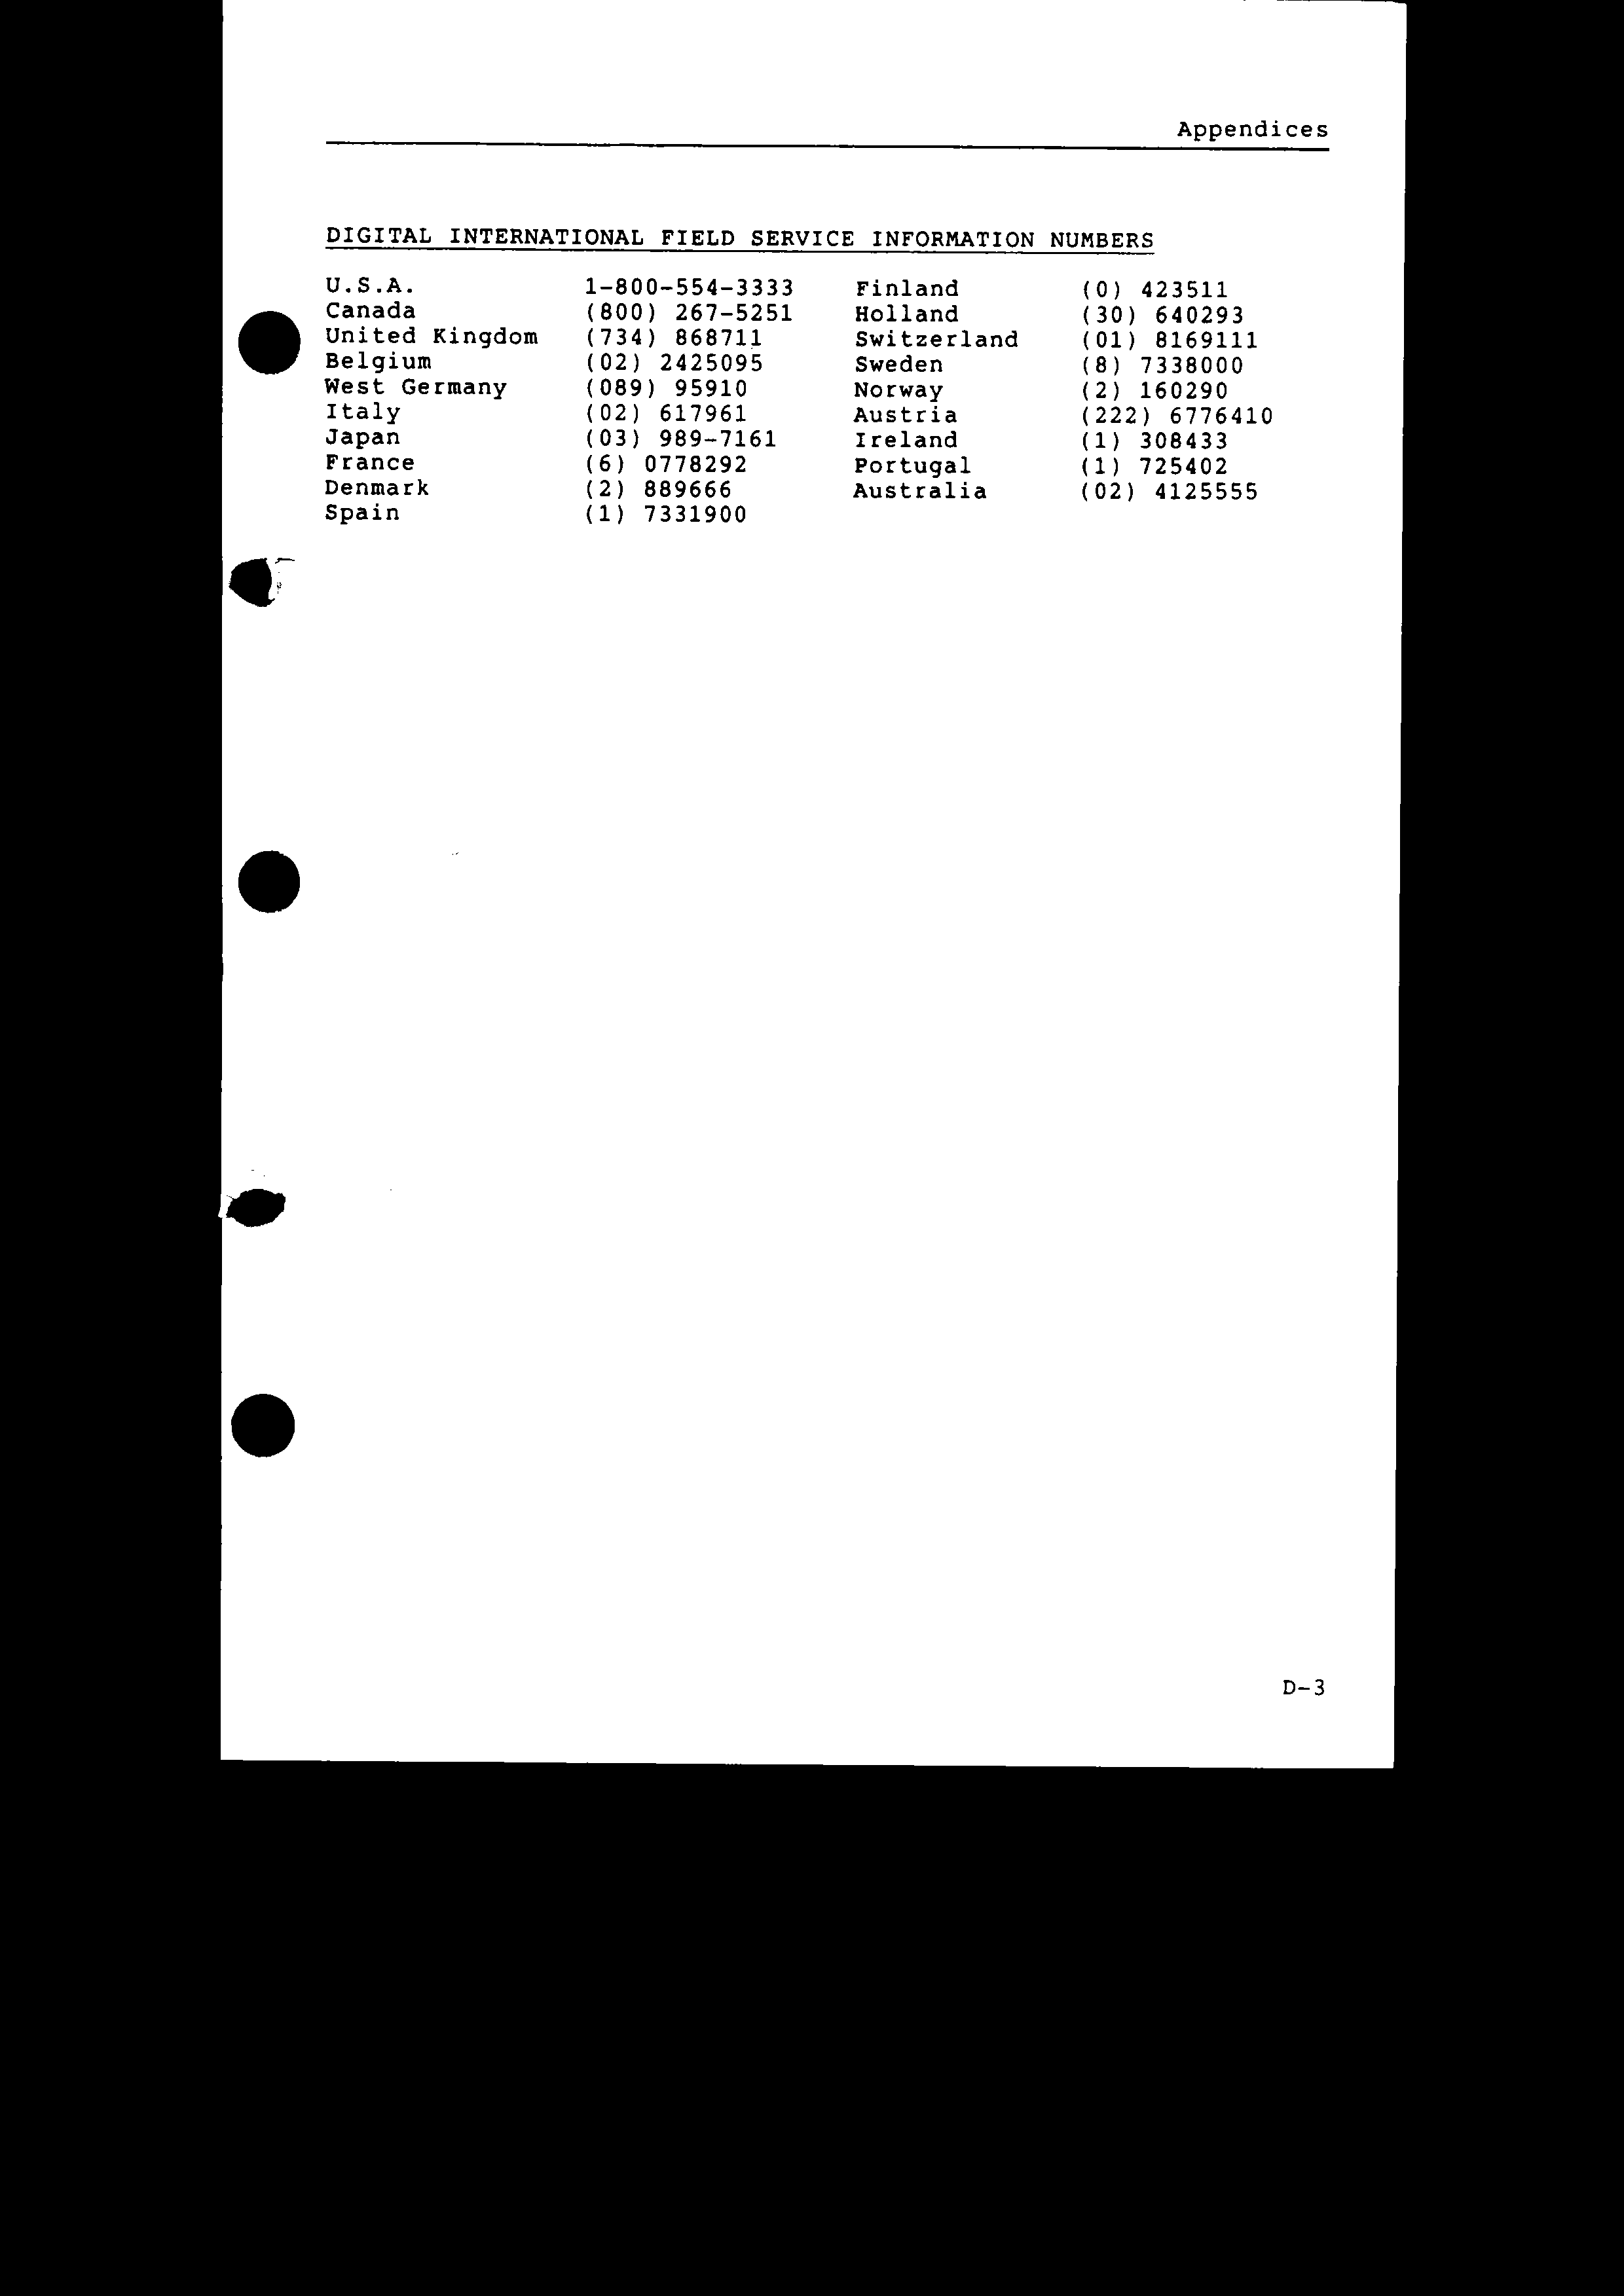 Appendices
DIGITAL INTERNATIONAL FIELD SERVICE INFORMATION NUMBERS
U.S.A. 1-800-554-3333 Finland (0) 423511
Canada (800) 267-5251 Holland (30) 640293
United Kingdom (734) 868711 Switzerland (01) 8169111
Belgium (02) 2425095 Sweden (8) 7338000
West Germany (089) 95910 Norway (2) 160290
Italy (02) 617961 Austria (222) 6776410
Japan (03) 989-7161 Ireland (1) 308433
France (6) 0778292 Portugal (1) 725402
Denmark (2) 889666 Australia (02) 4125555
Spain (1) 7331900
D-3